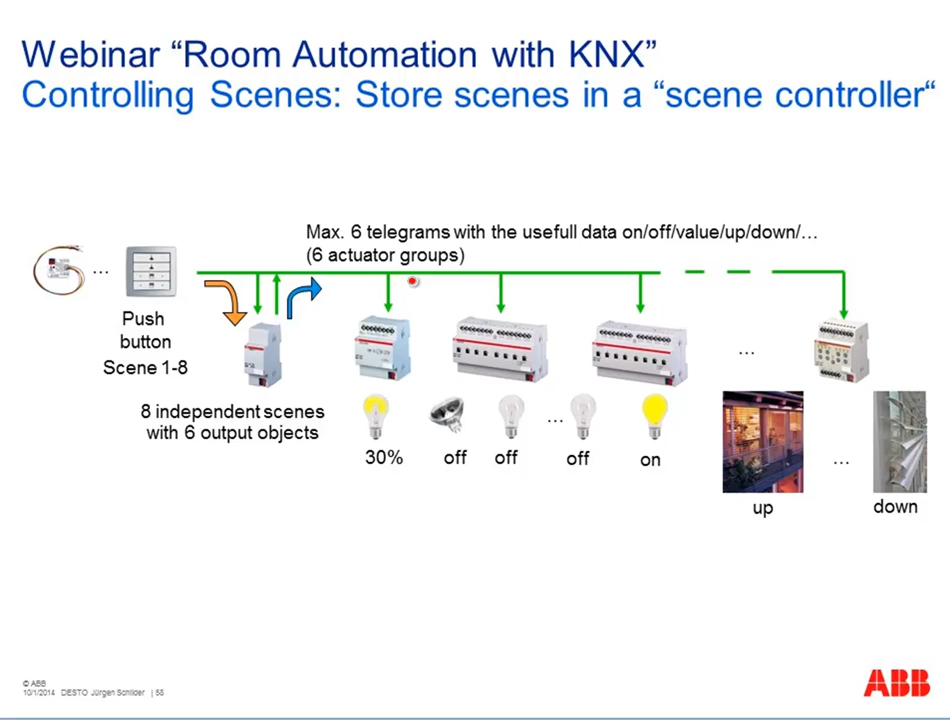 Webinar “Room Automation with KNX”
Controlling Scenes: Store scenes in a “scene controller“
Max. 6 telegrams with the usefull data on/off/value/up/down/…
(6 actuator groups)
…
Push
button
Scene 1-8
…
8 independent scenes
with 6 output objects
…
30%
off
off
off
on
…
up
down
© ABB
10/1/2014 DESTO Jürgen Schilder | 58
ABB